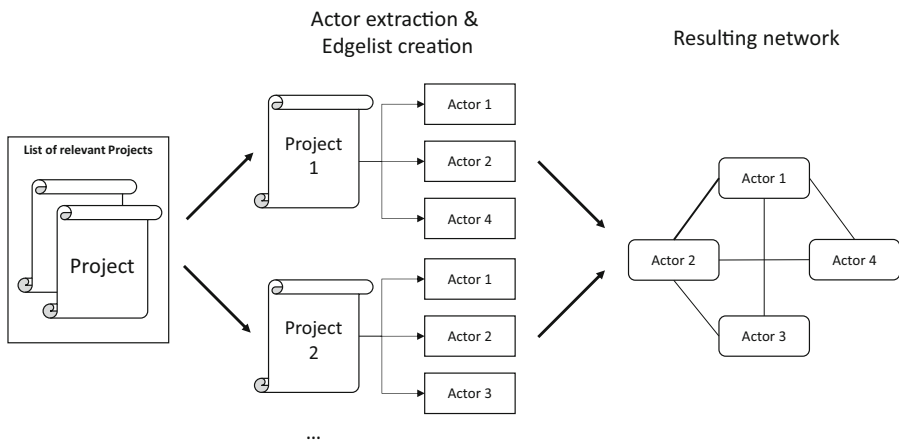 Actor extraction &
Edgelist creation
Resulting network
List of relevant Projects
Project
Project
1
Actor 1
Actor 2
Actor 4
Project
2
Actor 1
Actor 2
Actor 3
...
Actor 1
Actor 2
Actor 4
Actor 3